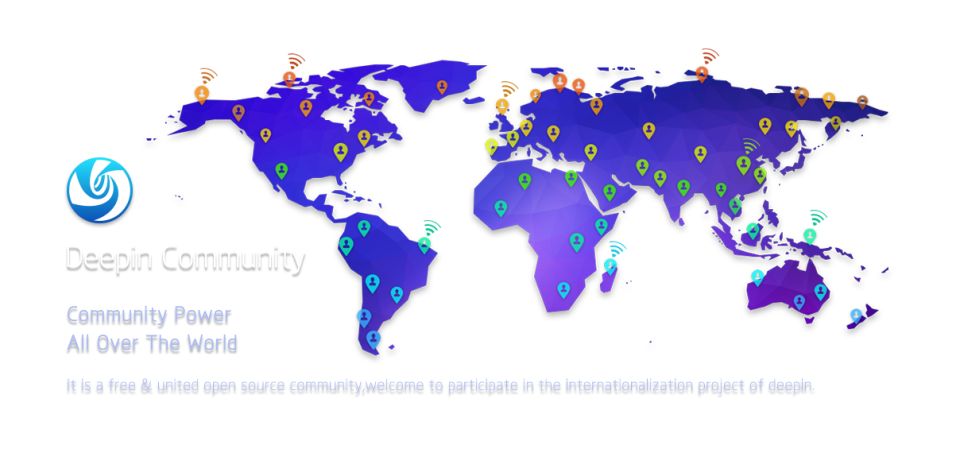 Deepin Community
Community Power
All Over The World
It is a free & united open source community,welcome to participate in the internationalization project of deepin.